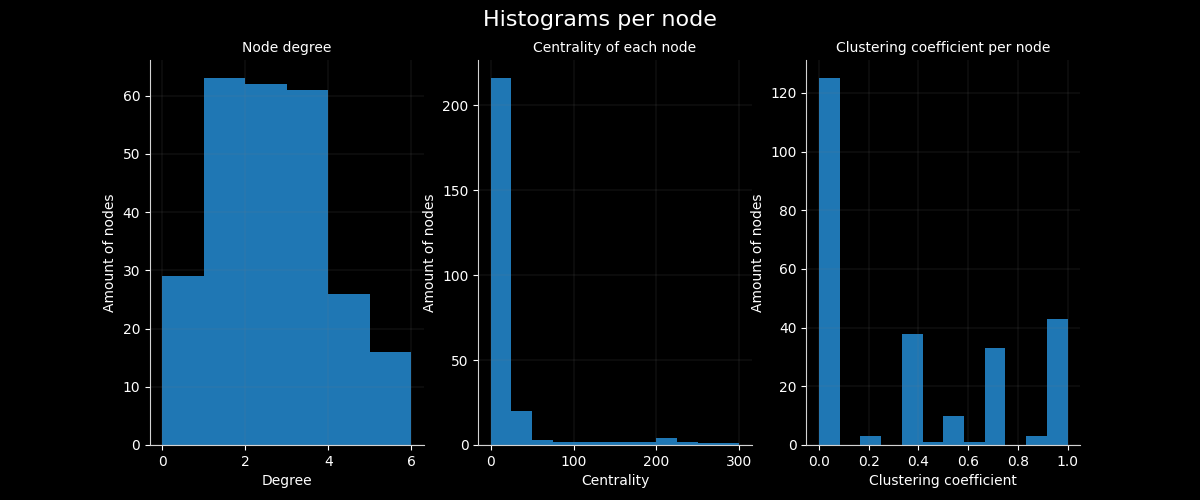 Histograms per node
Node degree
60
50
40
30
20
10
0
Amount of nodes
0 2 4 6
Degree
Centrality of each node
200
150
100
50
0
Amount of nodes
0 100 200 300
Centrality
Clustering coefficient per node
120
100
80
60
40
20
0
Amount of nodes
0.0 0.2 0.4 0.6 0.8 1.0
Clustering coefficient